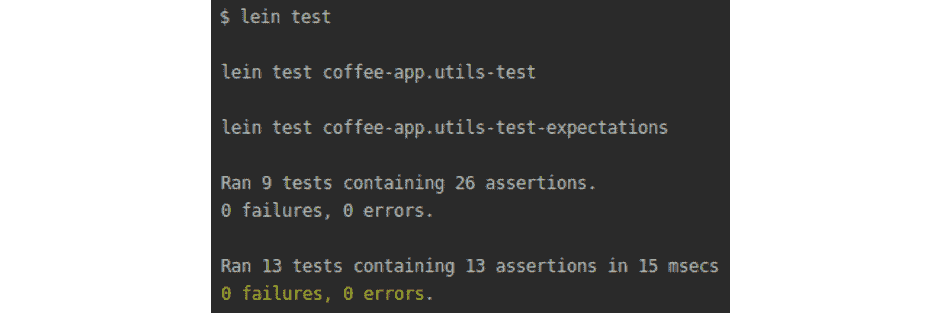 $ lein test
lein test coffee-app.utils-test
lein test coffee-app.utils-test-expectations
Ran 9 tests containing 26 assertions.
0 failures, 0 errors.
Ran 13 tests containing 13 assertions in 15 msecs
0 failures, 0 errors.